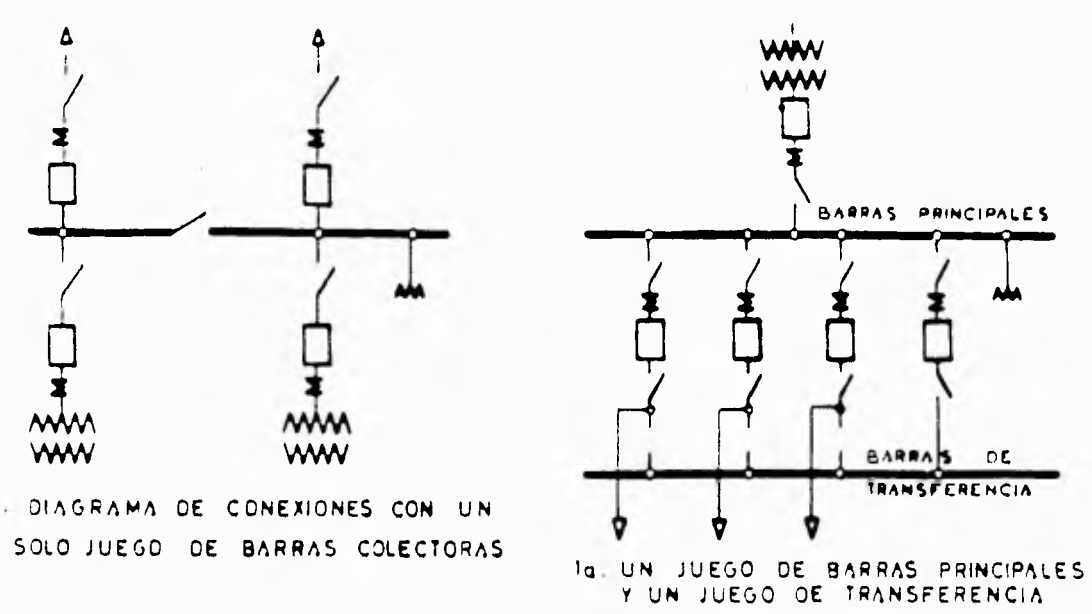 BARRAS PRINCIPALES
BARRAS DE
TRANSFERENCIA
DIAGRAMA DE CONEXIONES CON UN
SOLO JUEGO DE BARRAS COLECTORAS
1a. UN JUEGO DE BARRAS PRINCIPALES
Y UN JUEGO DE TRANSFERENCIA